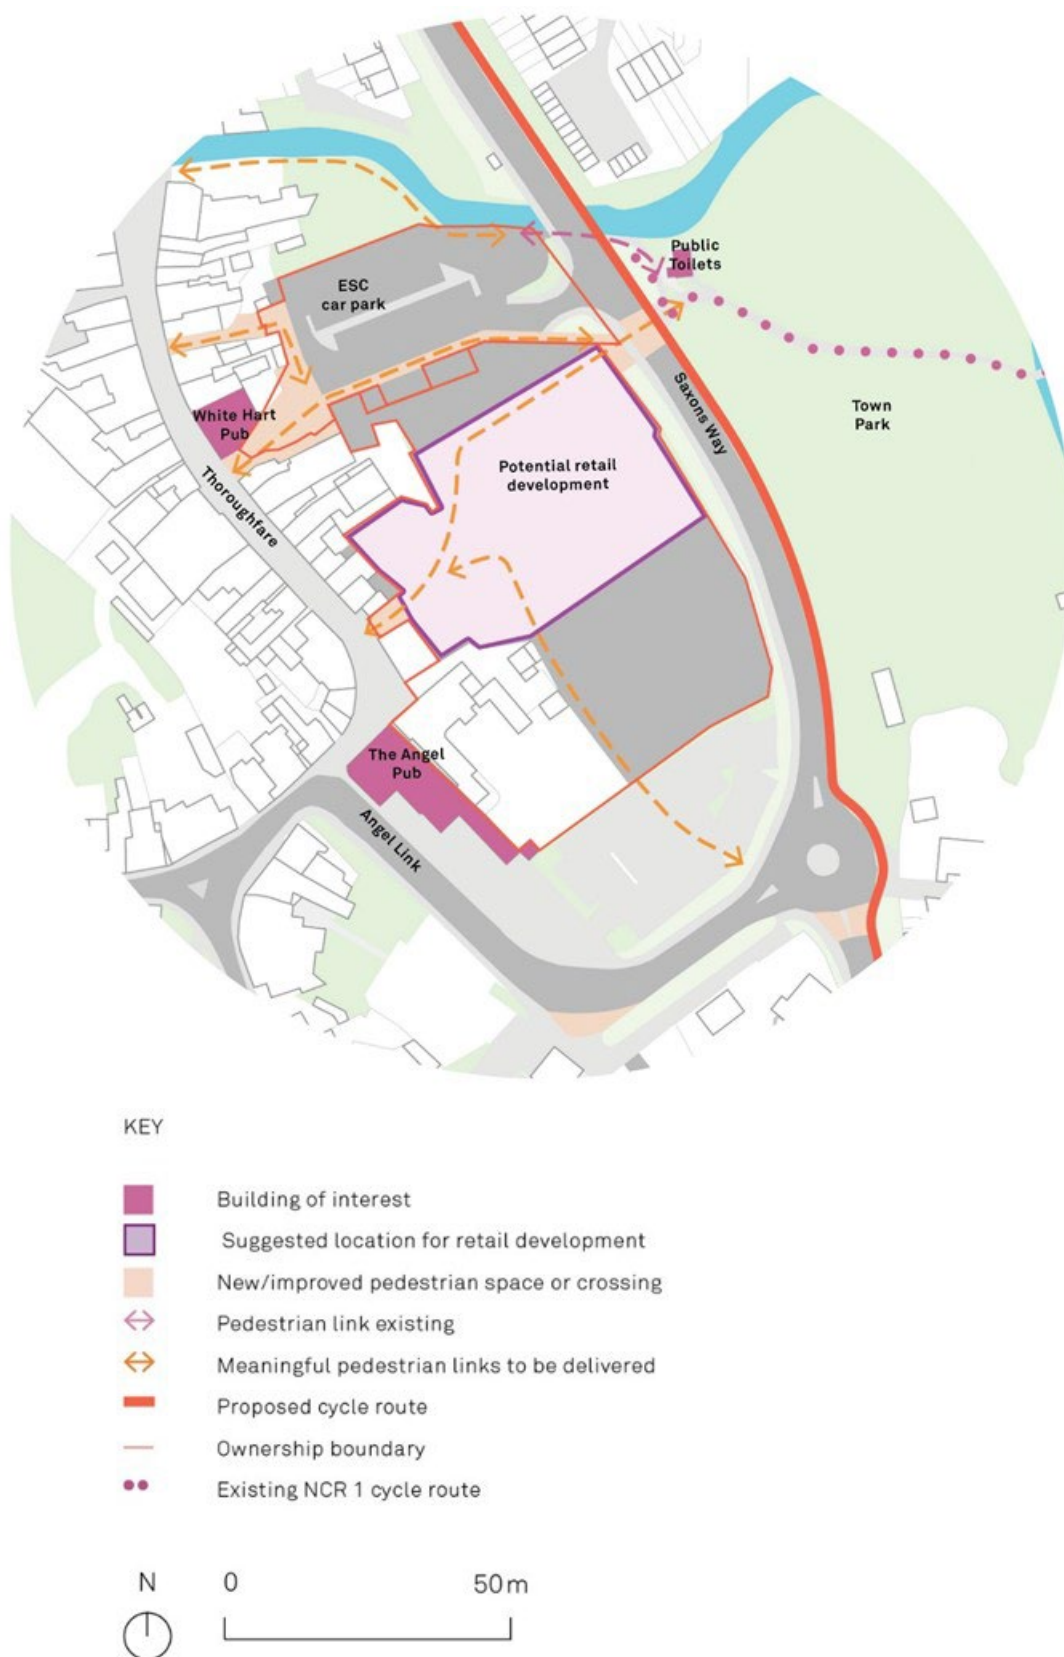 Public
Toilets
ESC
car park
White Hart
Pub
Saxons Way
Town
Park
Potential retail
development
Thoroughfare
The Angel
Pub
Angel Link
KEY
Building of interest
Suggested location for retail development
New/improved pedestrian space or crossing
Pedestrian link existing
Meaningful pedestrian links to be delivered
Proposed cycle route
Ownership boundary
Existing NCR 1 cycle route
N 0 50m